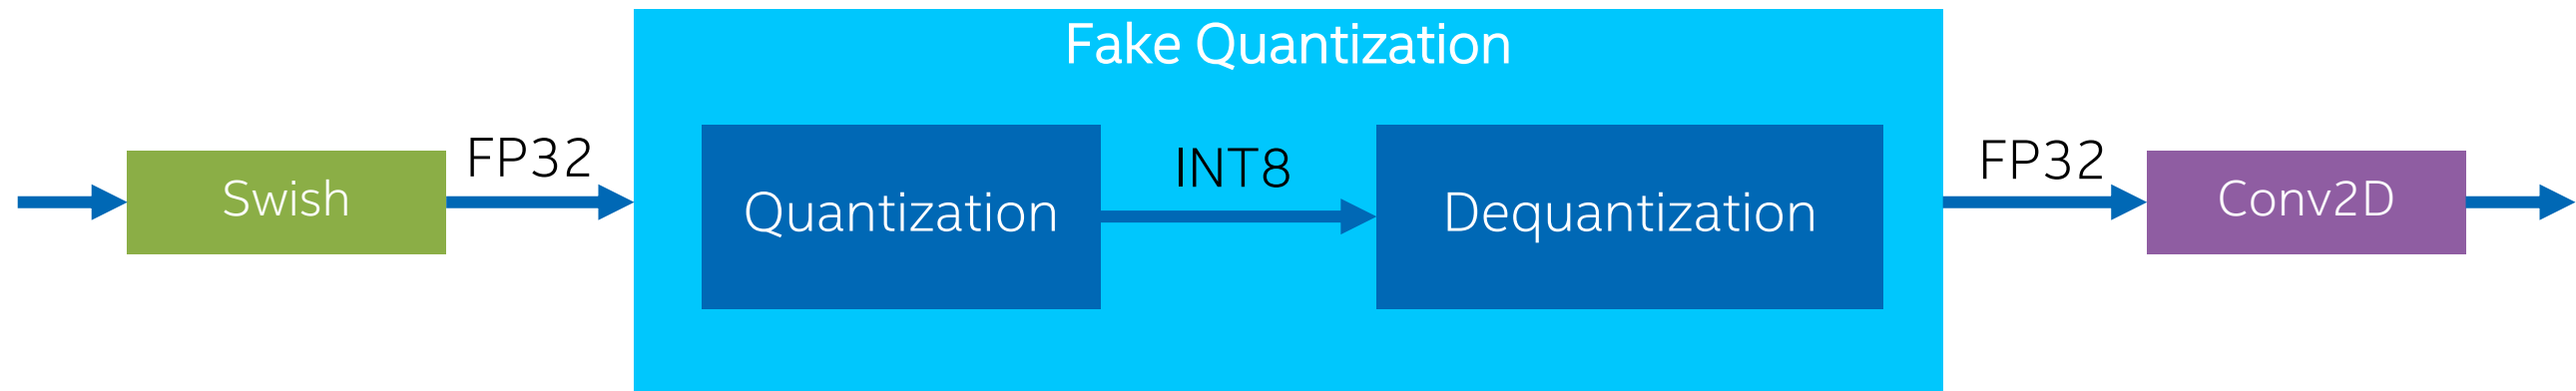 Fake Quantization
Swish
FP32
Quantization
INT8
Dequantization
FP32
Conv2D